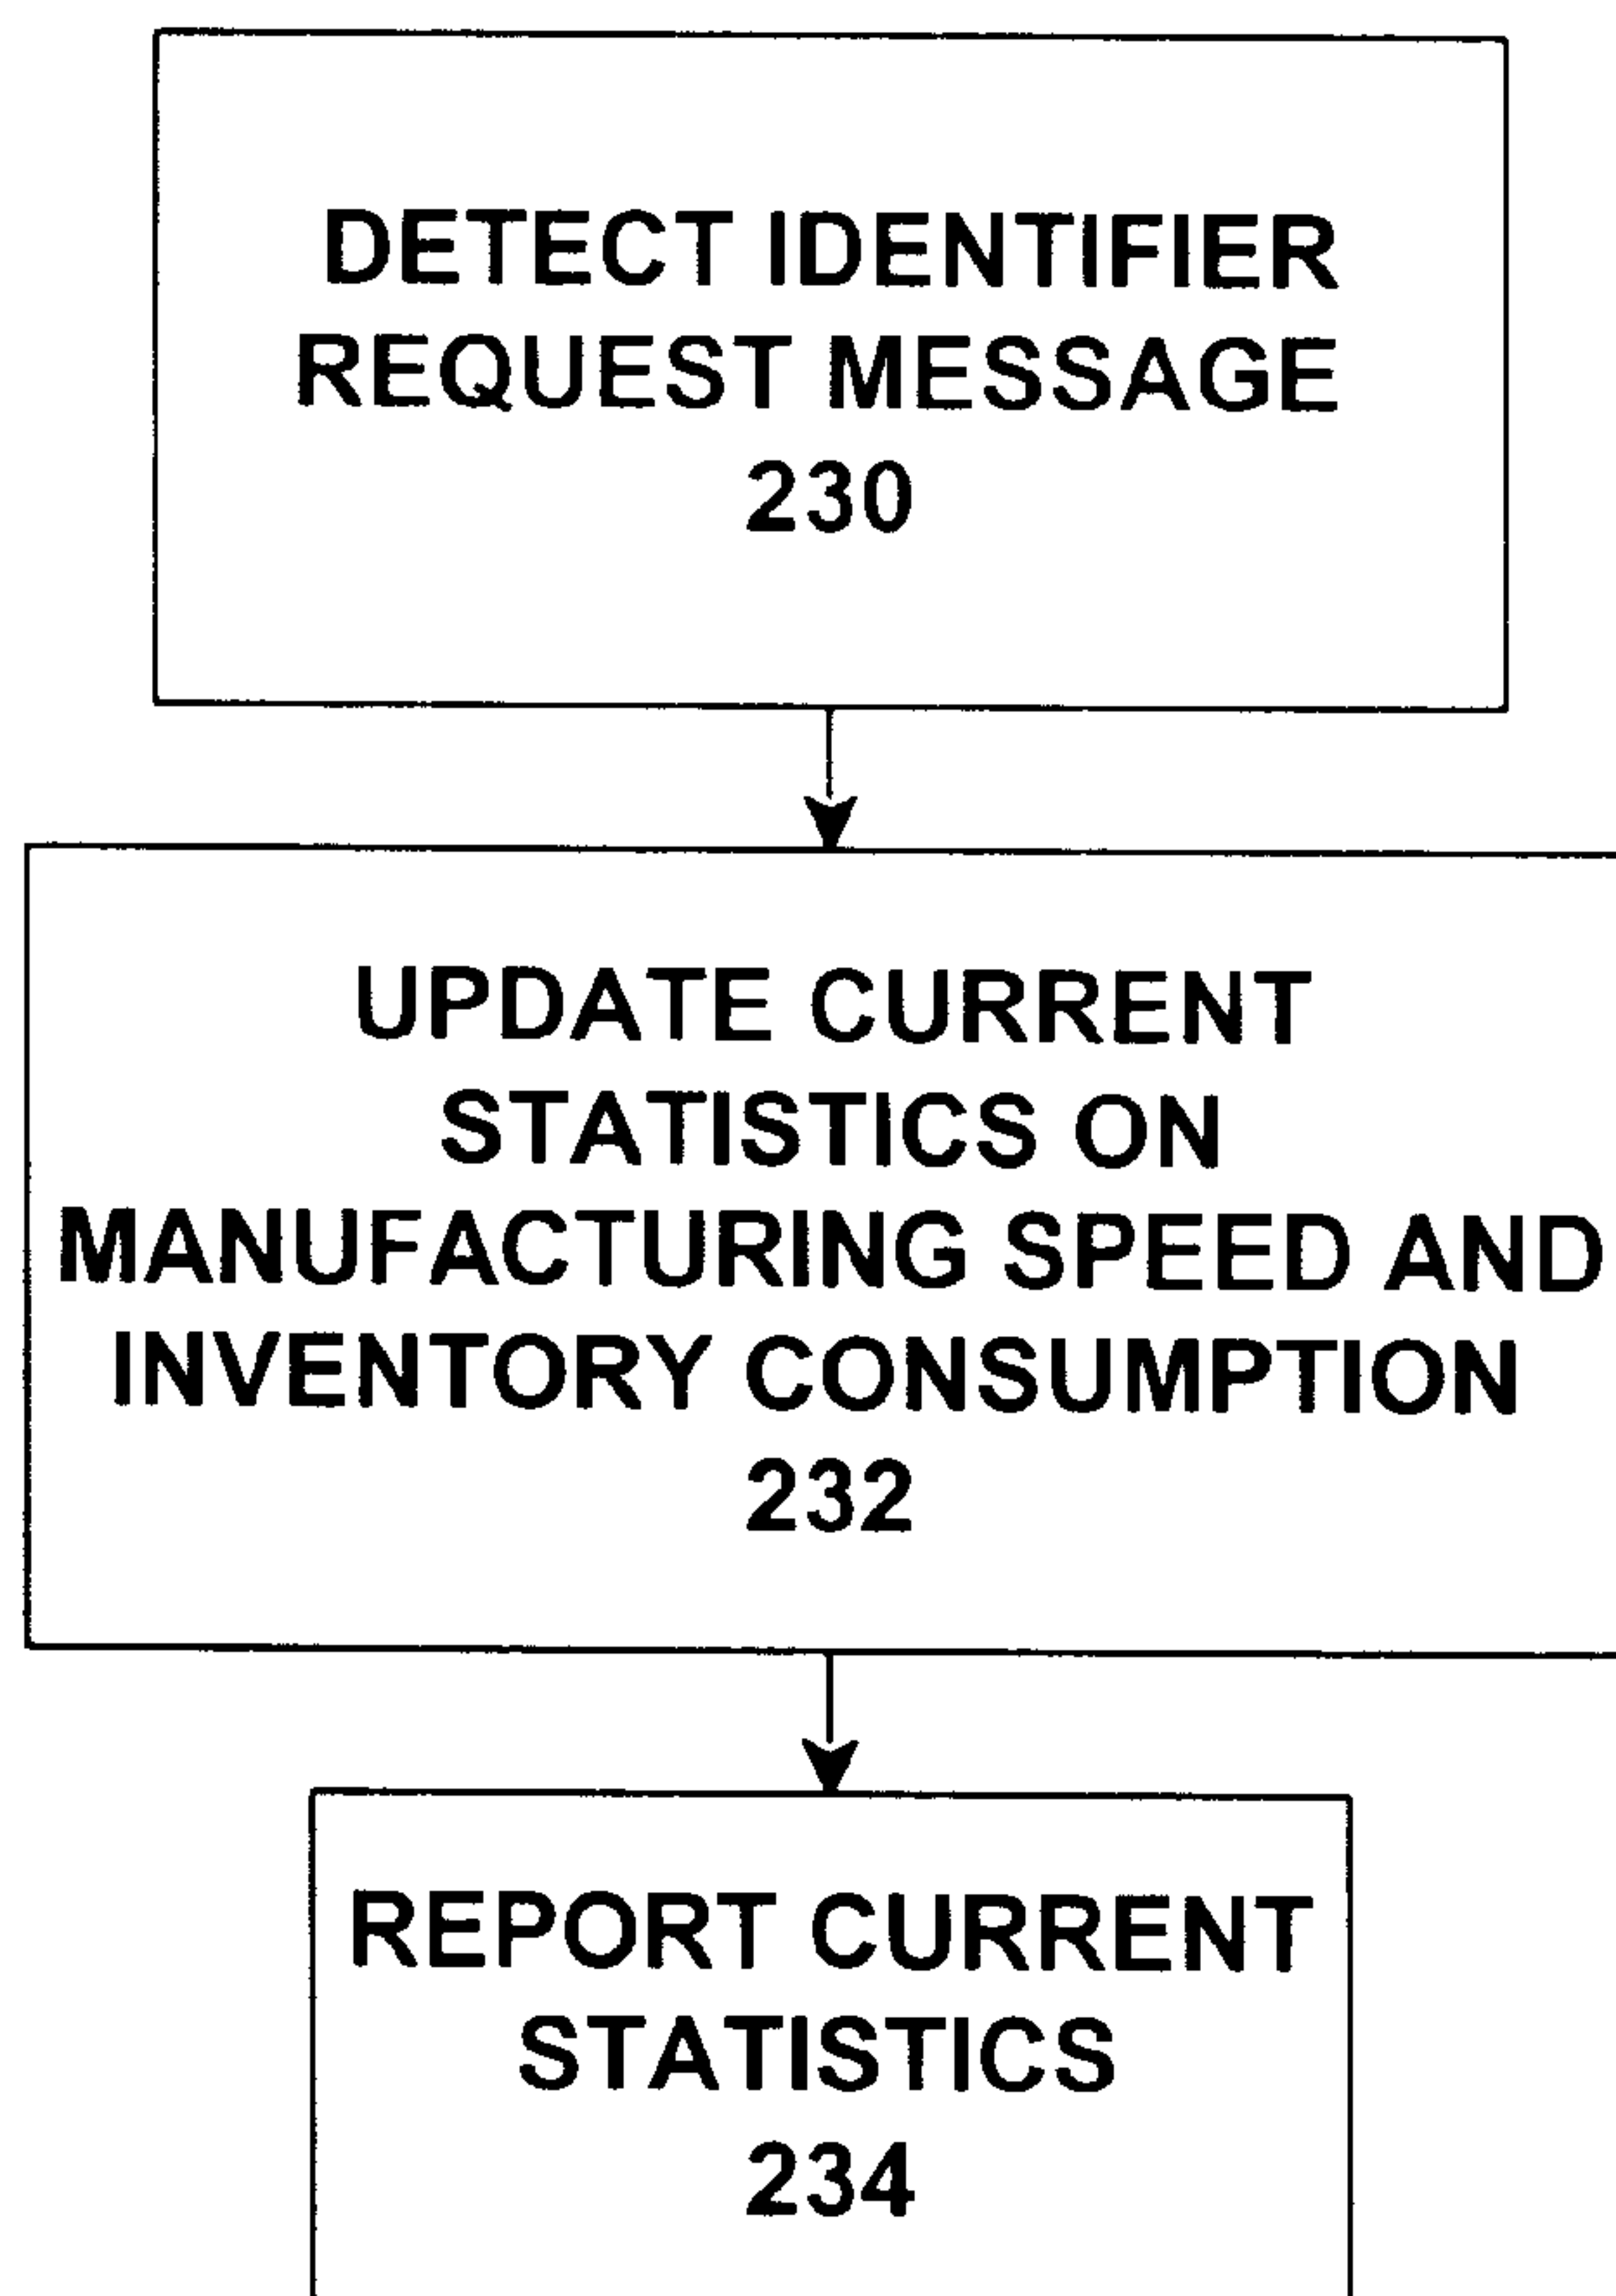 DETECT IDENTIFIER
REQUEST MESSAGE
230
UPDATE CURRENT
STATISTICS ON
MANUFACTURING SPEED AND
INVENTORY CONSUMPTION
232
REPORT CURRENT
STATISTICS
234